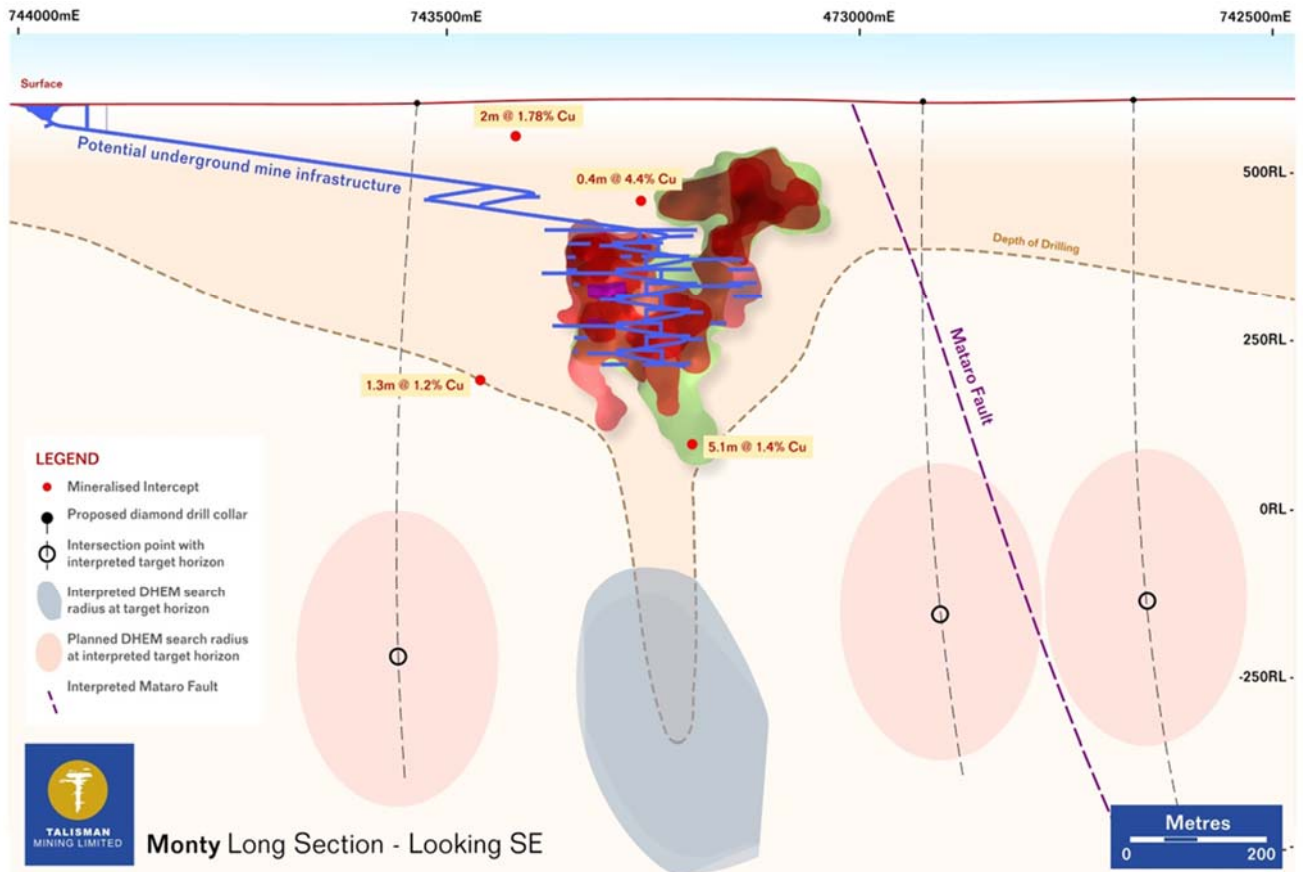 744000mE
743500mE
473000mE
742500mE
Surface
2m @ 1.78% Cu
Potential underground mine infrastructure
0.4m @ 4.4% Cu
500RL
Depth of Drilling
250RL
Mataro Fault
1.3m @ 1.2% Cu
5.1m @ 1.4% Cu
0RL
-250RL
LEGEND
Mineralised Intercept
Proposed diamond drill collar
Intersection point with
interpreted target horizon
Interpreted DHEM search
radius at target horizon
Planned DHEM search radius
at interpreted target horizon
Interpreted Mataro Fault
TALISMAN
MINING LIMITED
Monty Long Section - Looking SE
Metres
0 200